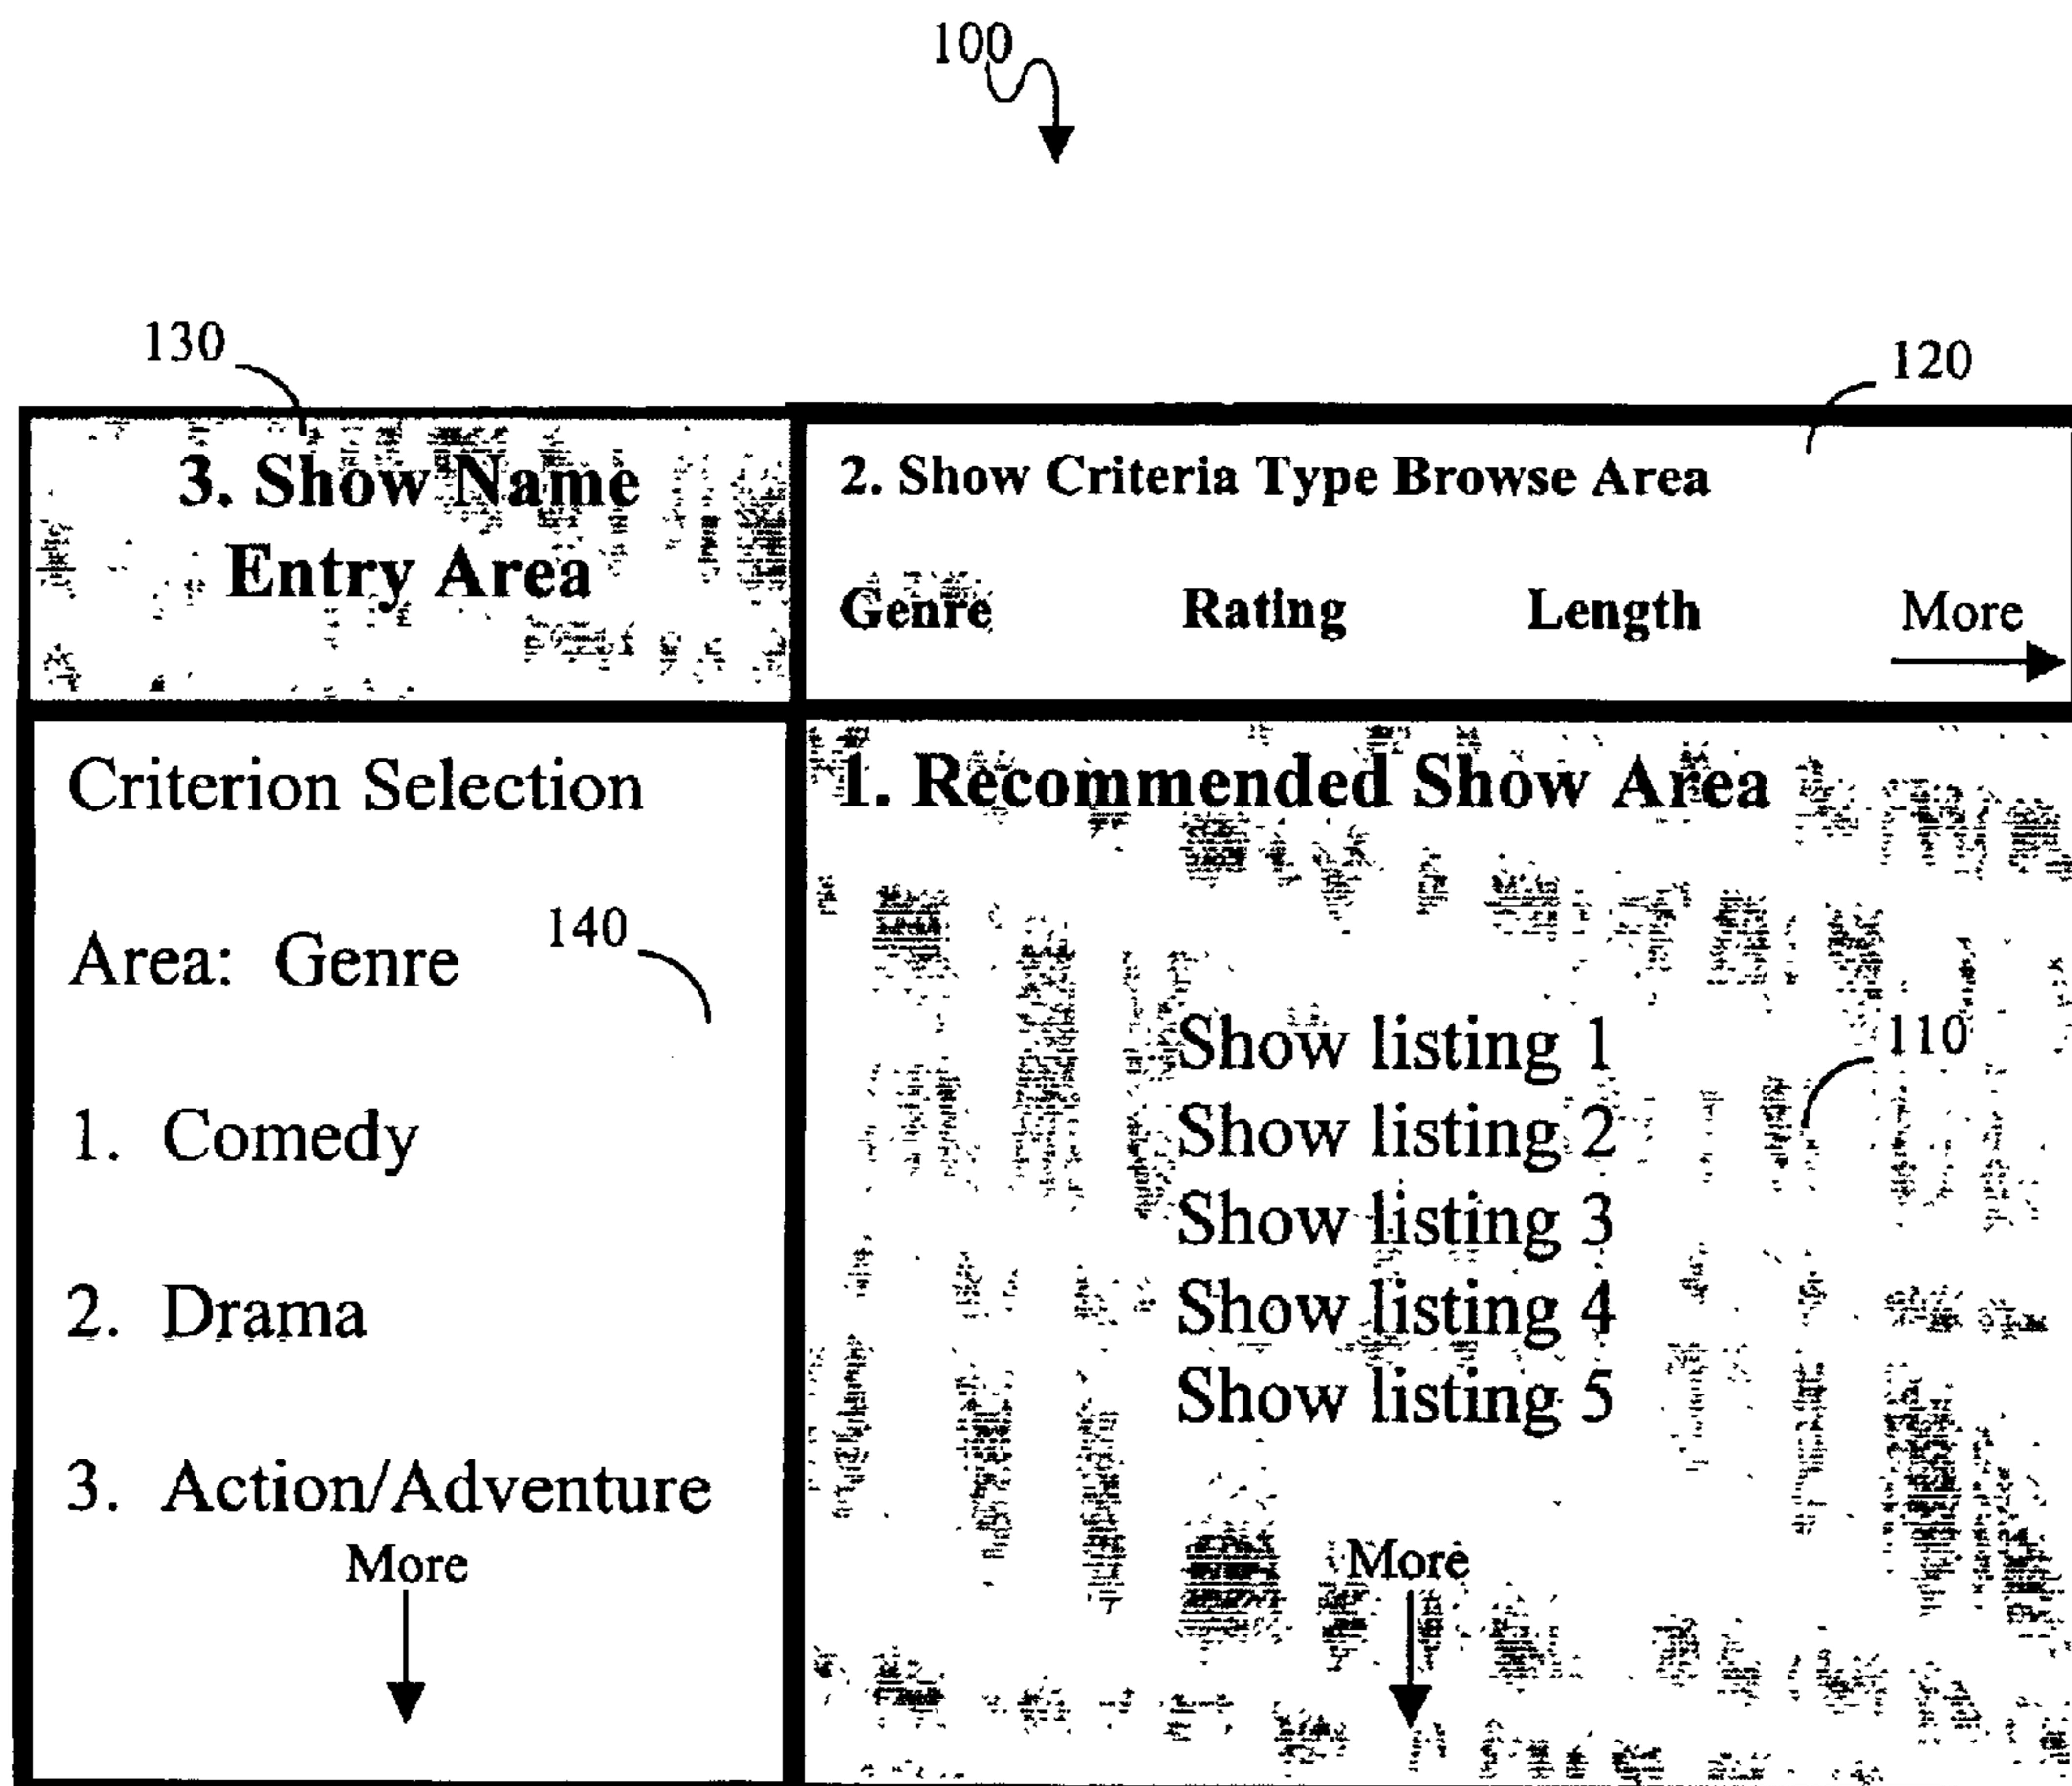 100
130
120
3. Show Name
Entry Area
2. Show Criteria Type Browse Area
Genre Rating Length More
Criterion Selection
Area: Genre
140
1. Comedy
2. Drama
3. Action/Adventure
More
1. Recommended Show Area
Show listing 1
110
Show listing 2
Show listing 3
Show listing 4
Show listing 5
More